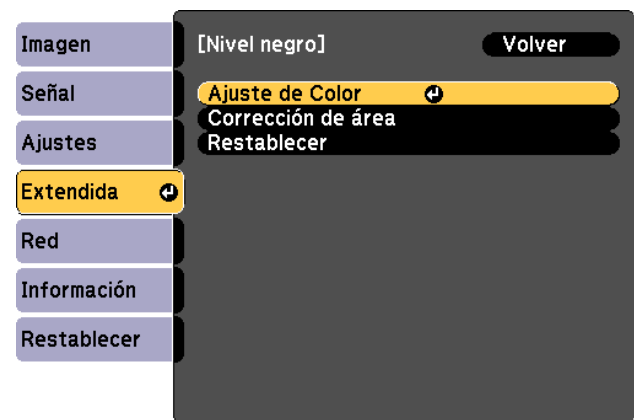 Imagen
Señal
Ajustes
Extendida
Red
Información
Restablecer
[Nivel negro]
Volver
Ajuste de Color
Corrección de área
Restablecer